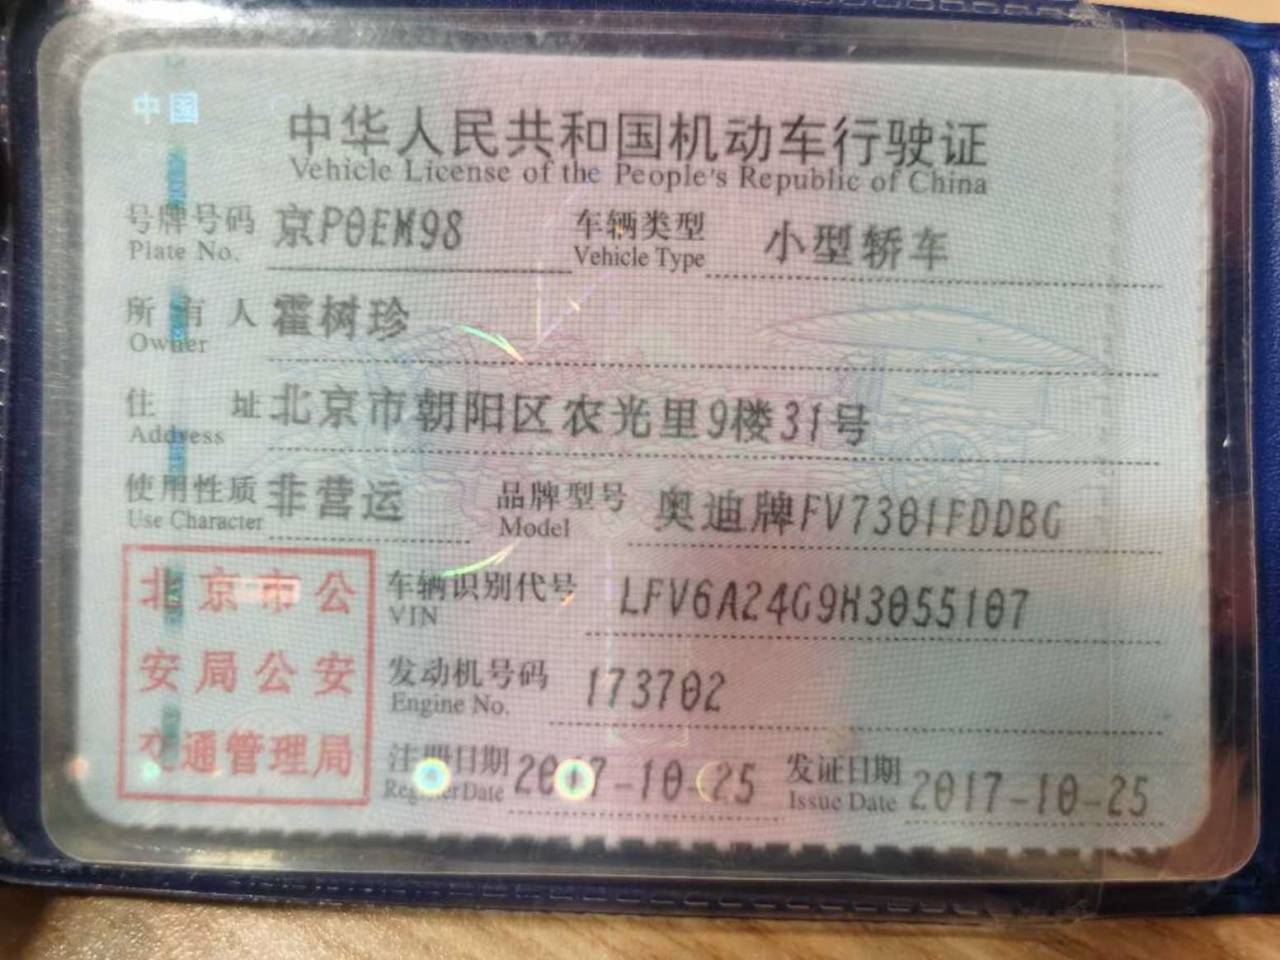 中国
中华人民共和国机动车行驶证
Vehicle License of the People's Republic of China
号牌号码 京P0EM98 车辆类型 小型轿车
Plate No. Vehicle Type
所有人 霍树珍
Owner
住址 北京市朝阳区农光里9楼31号
Address
使用性质 非营运 品牌型号 奥迪牌FV7301FDDBG
Use Character Model
北京市公
安局公安
交通管理局
车辆识别代号 LFV6A24G9H3055107
VIN
发动机号码 173702
Engine No.
注册日期 2017-10-25 发证日期 2017-10-25
Register Date Issue Date